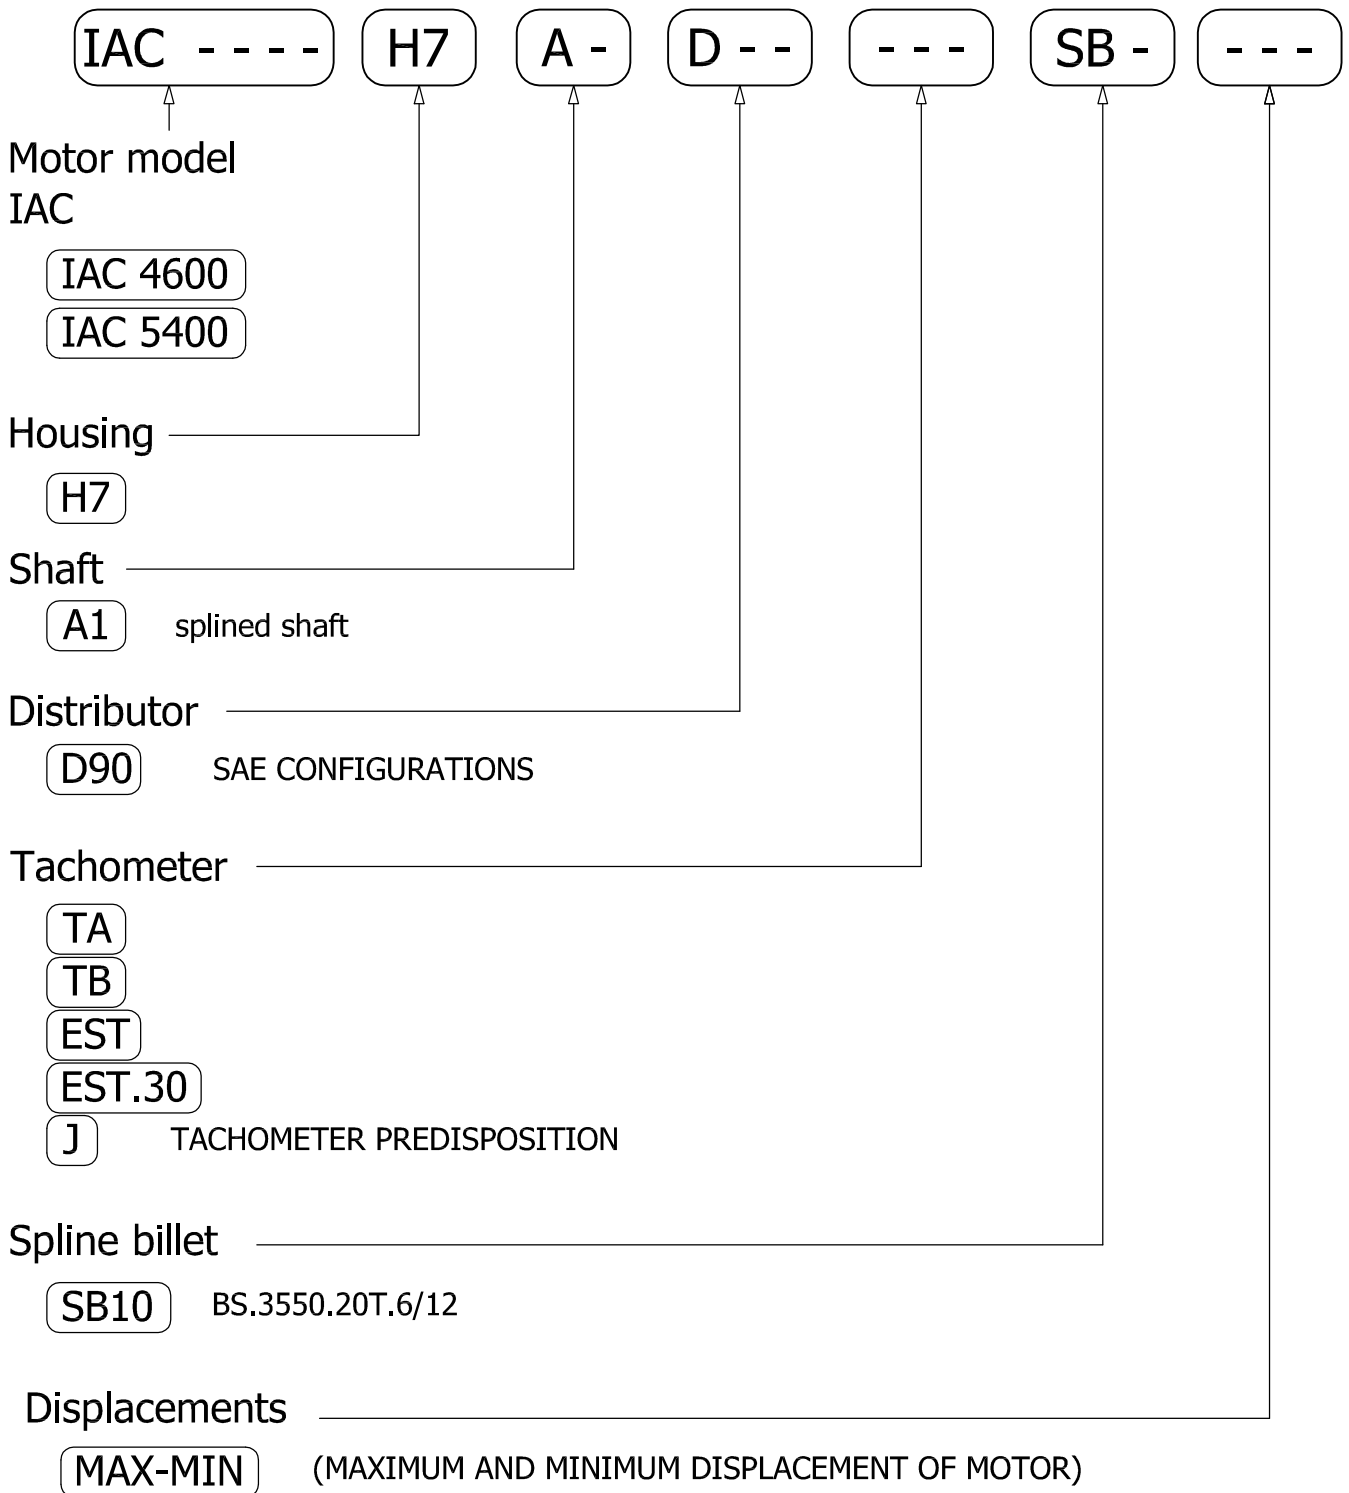 IAC - - - - H7 A - D - - - - - SB - - - -
Motor model
IAC
IAC 4600
IAC 5400
Housing
H7
Shaft
A1 splined shaft
Distributor
D90 SAE CONFIGURATIONS
Tachometer
TA
TB
EST
EST.30
J TACHOMETER PREDISPOSITION
Spline billet
SB10 BS.3550.20T.6/12
Displacements
MAX-MIN (MAXIMUM AND MINIMUM DISPLACEMENT OF MOTOR)